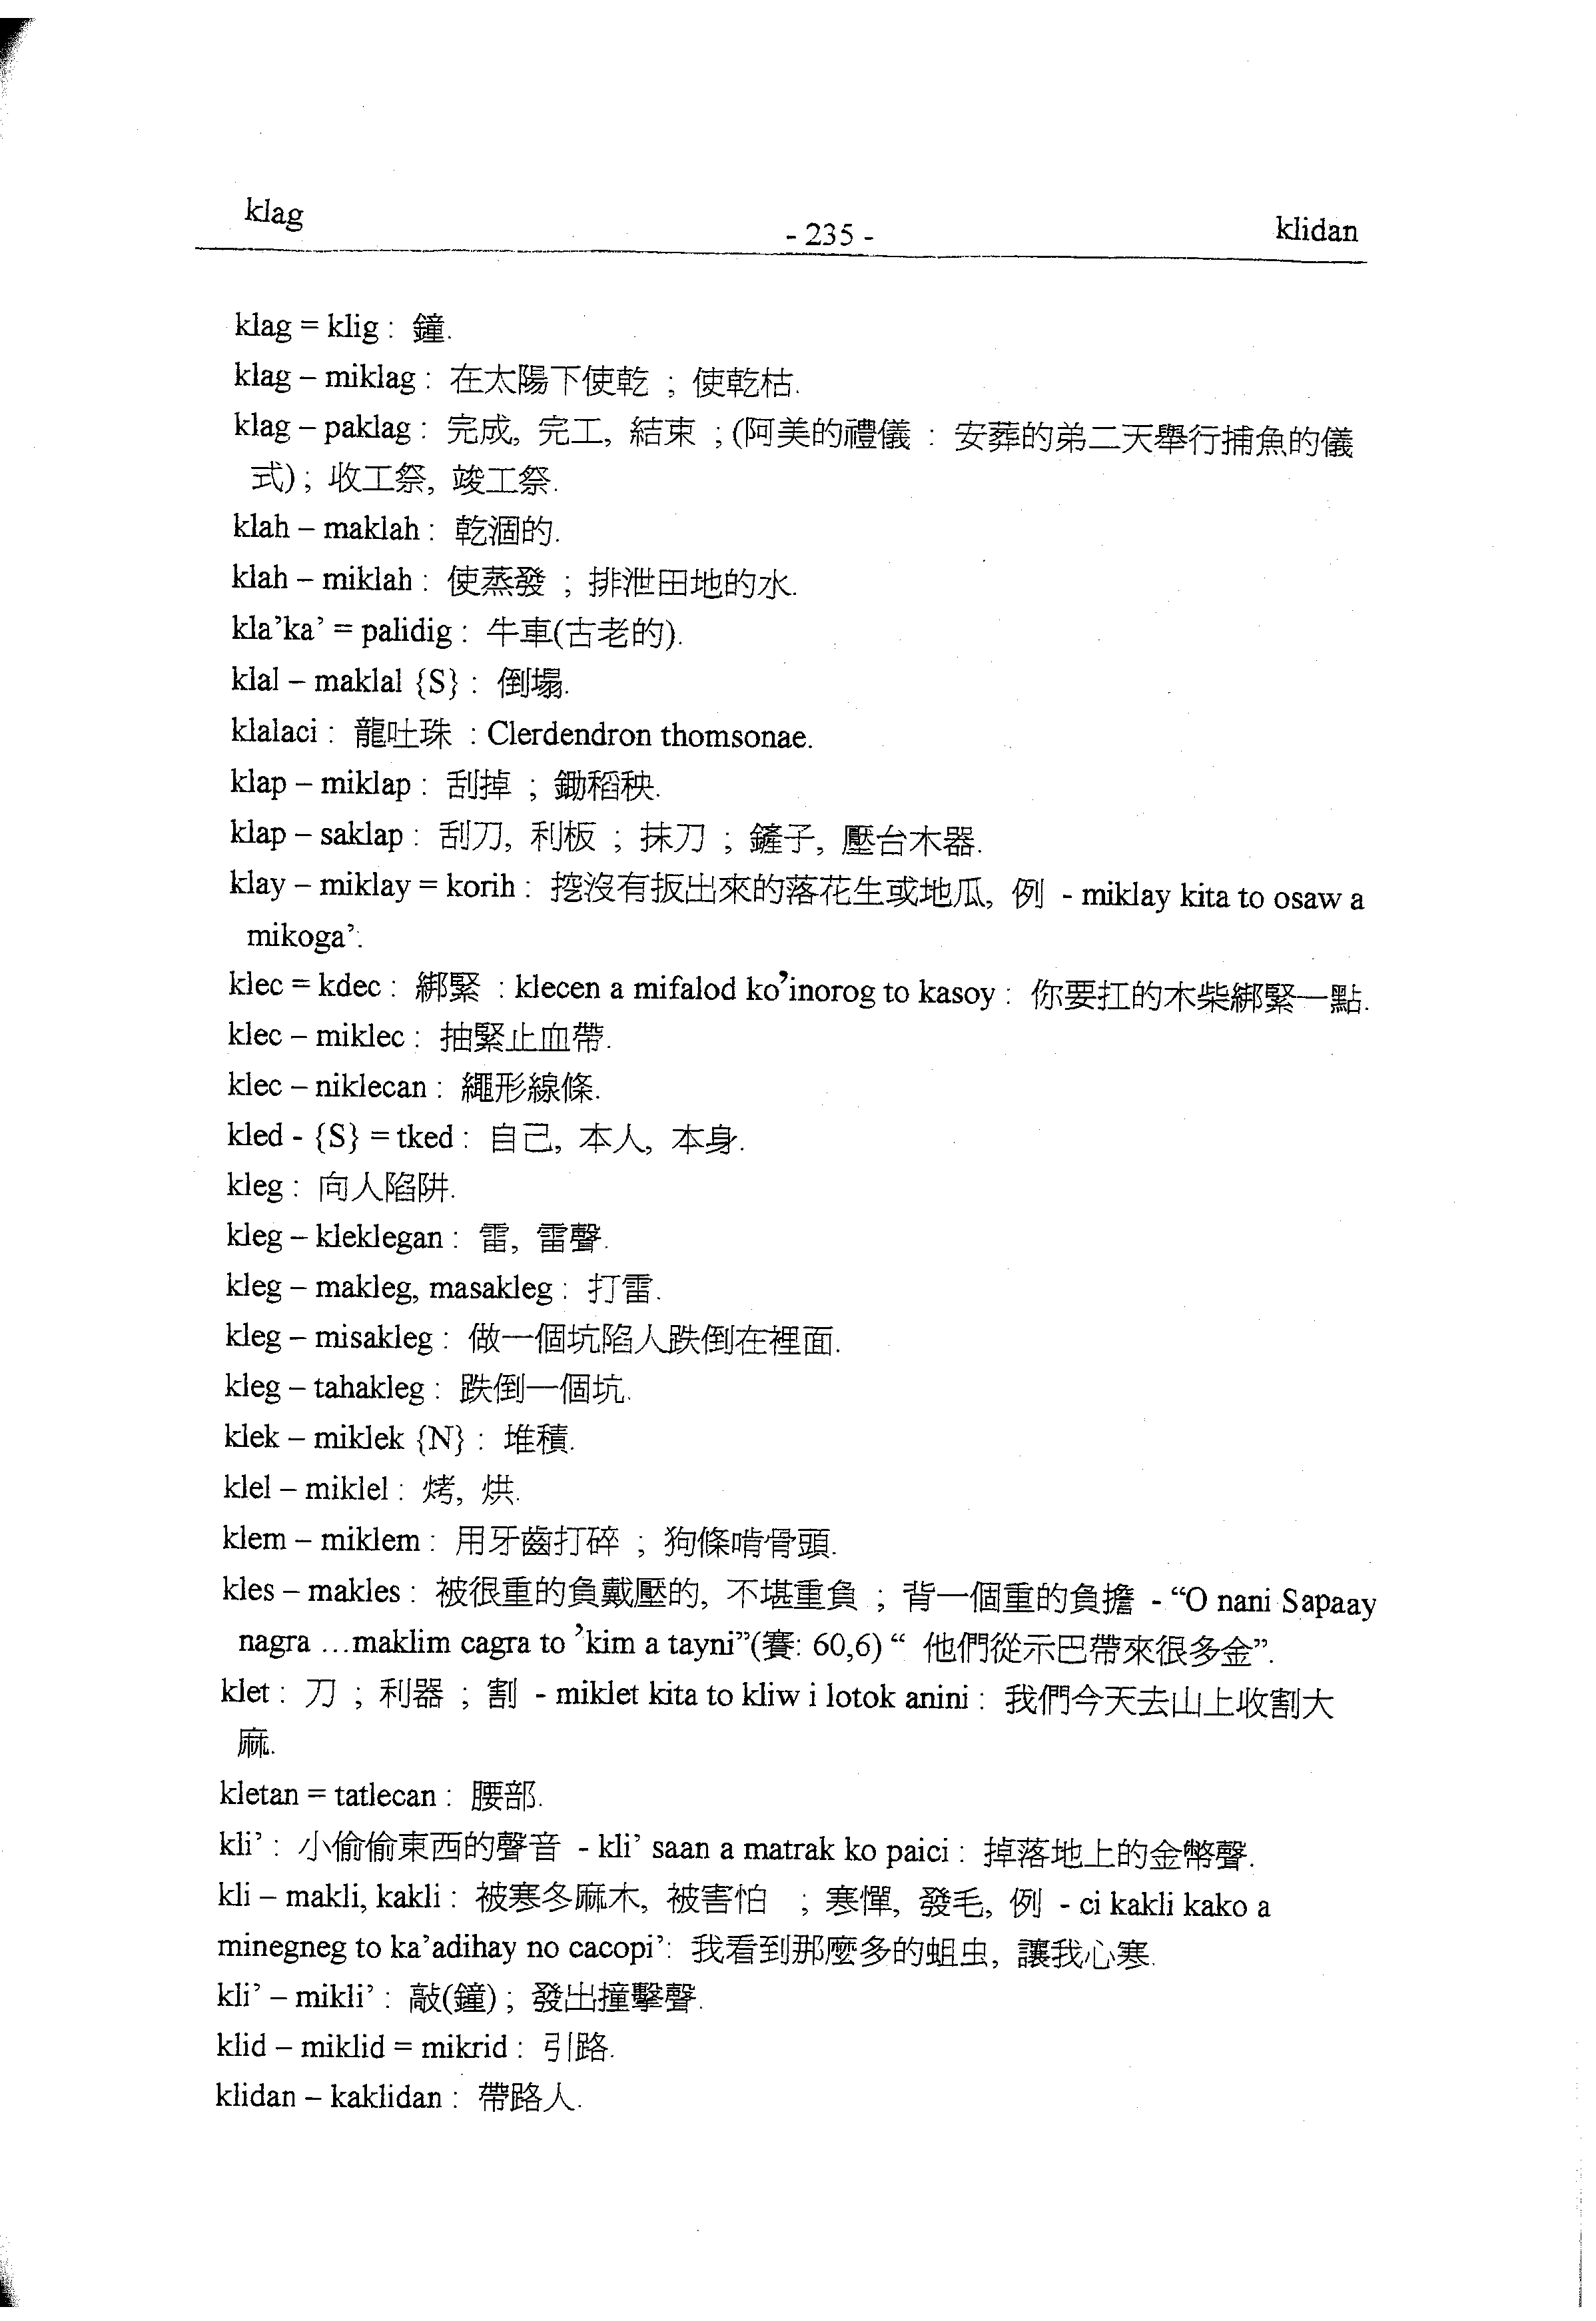 klag
- 235 -
klidan
klag = klig : 鐘.
klag – miklag : 在太陽下使乾 ; 使乾枯.
klag – paklag : 完成, 完工, 結束 ; (阿美的禮儀 : 安葬的弟二天舉行捕魚的儀
式) ; 收工祭, 竣工祭.
klah – maklah : 乾涸的.
klah – miklah : 使蒸發 ; 排泄田地的水.
kla’ka’ = palidig : 牛車(古老的).
klal – maklal {S} : 倒塌.
klalaci : 龍吐珠 : Clerdendron thomsonae.
klap – miklap : 刮掉 ; 鋤稻秧.
klap – saklap : 刮刀, 利板 ; 抹刀 ; 鏟子, 壓台木器.
klay – miklay = korih : 挖沒有扳出來的落花生或地瓜, 例 - miklay kita to osaw a
mikoga’.
klec = kdec : 綁緊 : klecen a mifalod ko’inorog to kasoy : 你要扛的木柴綁緊一點.
klec – miklec : 抽緊止血帶.
klec – niklecan : 繩形線條.
kled - {S} = tked : 自己, 本人, 本身.
kleg : 向人陷阱.
kleg – kleklegan : 雷, 雷聲.
kleg – makleg, masakleg : 打雷.
kleg – misakleg : 做一個坑陷人跌倒在裡面.
kleg – tahakleg : 跌倒一個坑.
klek – miklek {N} : 堆積.
klel – miklel : 烤, 烘.
klem – miklem : 用牙齒打碎 ; 狗條啃骨頭.
kles – makles : 被很重的負戴壓的, 不堪重負 ; 背一個重的負擔 - “O nani Sapaay
nagra …maklim cagra to ’kim a tayni”(賽: 60,6) “ 他們從示巴帶來很多金”.
klet : 刀 ; 利器 ; 割 - miklet kita to kliw i lotok anini : 我們今天去山上收割大
麻.
kletan = tatlecan : 腰部.
kli’ : 小偷偷東西的聲音 - kli’ saan a matrak ko paici : 掉落地上的金幣聲.
kli – makli, kakli : 被寒冬麻木, 被害怕 ; 寒憚, 發毛, 例 - ci kakli kako a
minegneg to ka’adihay no cacopi’: 我看到那麼多的蛆虫, 讓我心寒.
kli’ – mikli’ : 敲(鐘) ; 發出撞擊聲.
klid – miklid = mikrid : 引路.
klidan – kaklidan : 帶路人.